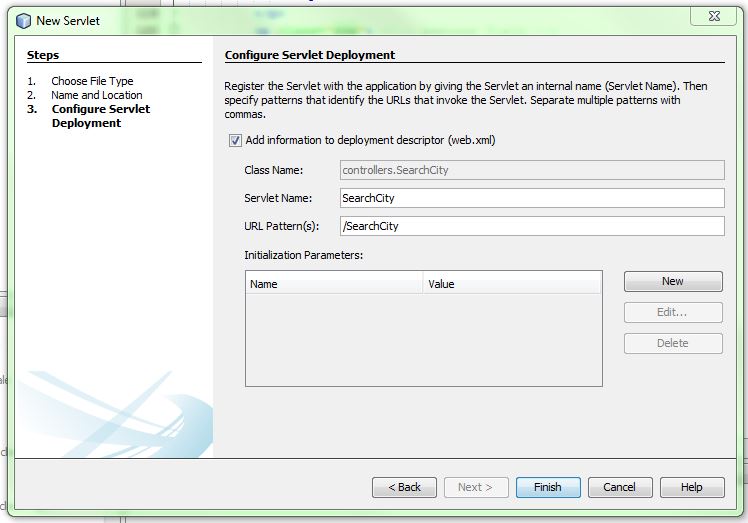 New Servlet
Steps
1. Choose File Type
2. Name and Location
3. Configure Servlet
Deployment
Configure Servlet Deployment
Register the Servlet with the application by giving the Servlet an internal name (Servlet Name). Then
specify patterns that identify the URLs that invoke the Servlet. Separate multiple patterns with
commas.
Add information to deployment descriptor (web.xml)
Class Name: controllers.SearchCity
Servlet Name: SearchCity
URL Pattern(s): /SearchCity
Initialization Parameters:
Name Value
New
Edit...
Delete
< Back Next > Finish Cancel Help